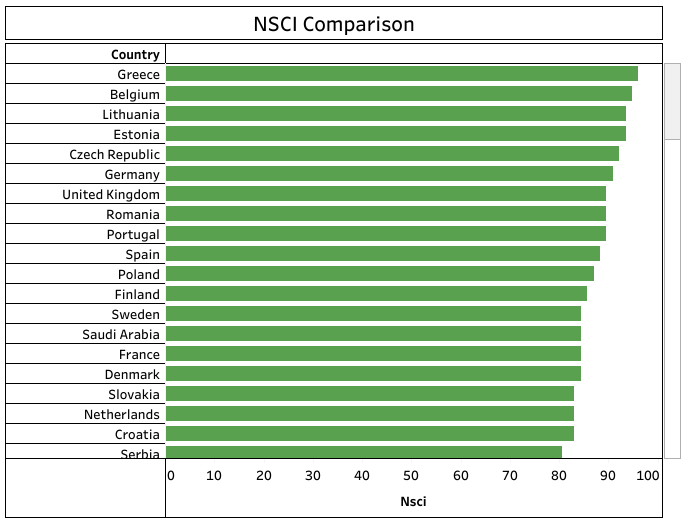 NSCI Comparison
Country
Greece
Belgium
Lithuania
Estonia
Czech Republic
Germany
United Kingdom
Romania
Portugal
Spain
Poland
Finland
Sweden
Saudi Arabia
France
Denmark
Slovakia
Netherlands
Croatia
Serbia
0 10 20 30 40 50 60 70 80 90 100
Nsci